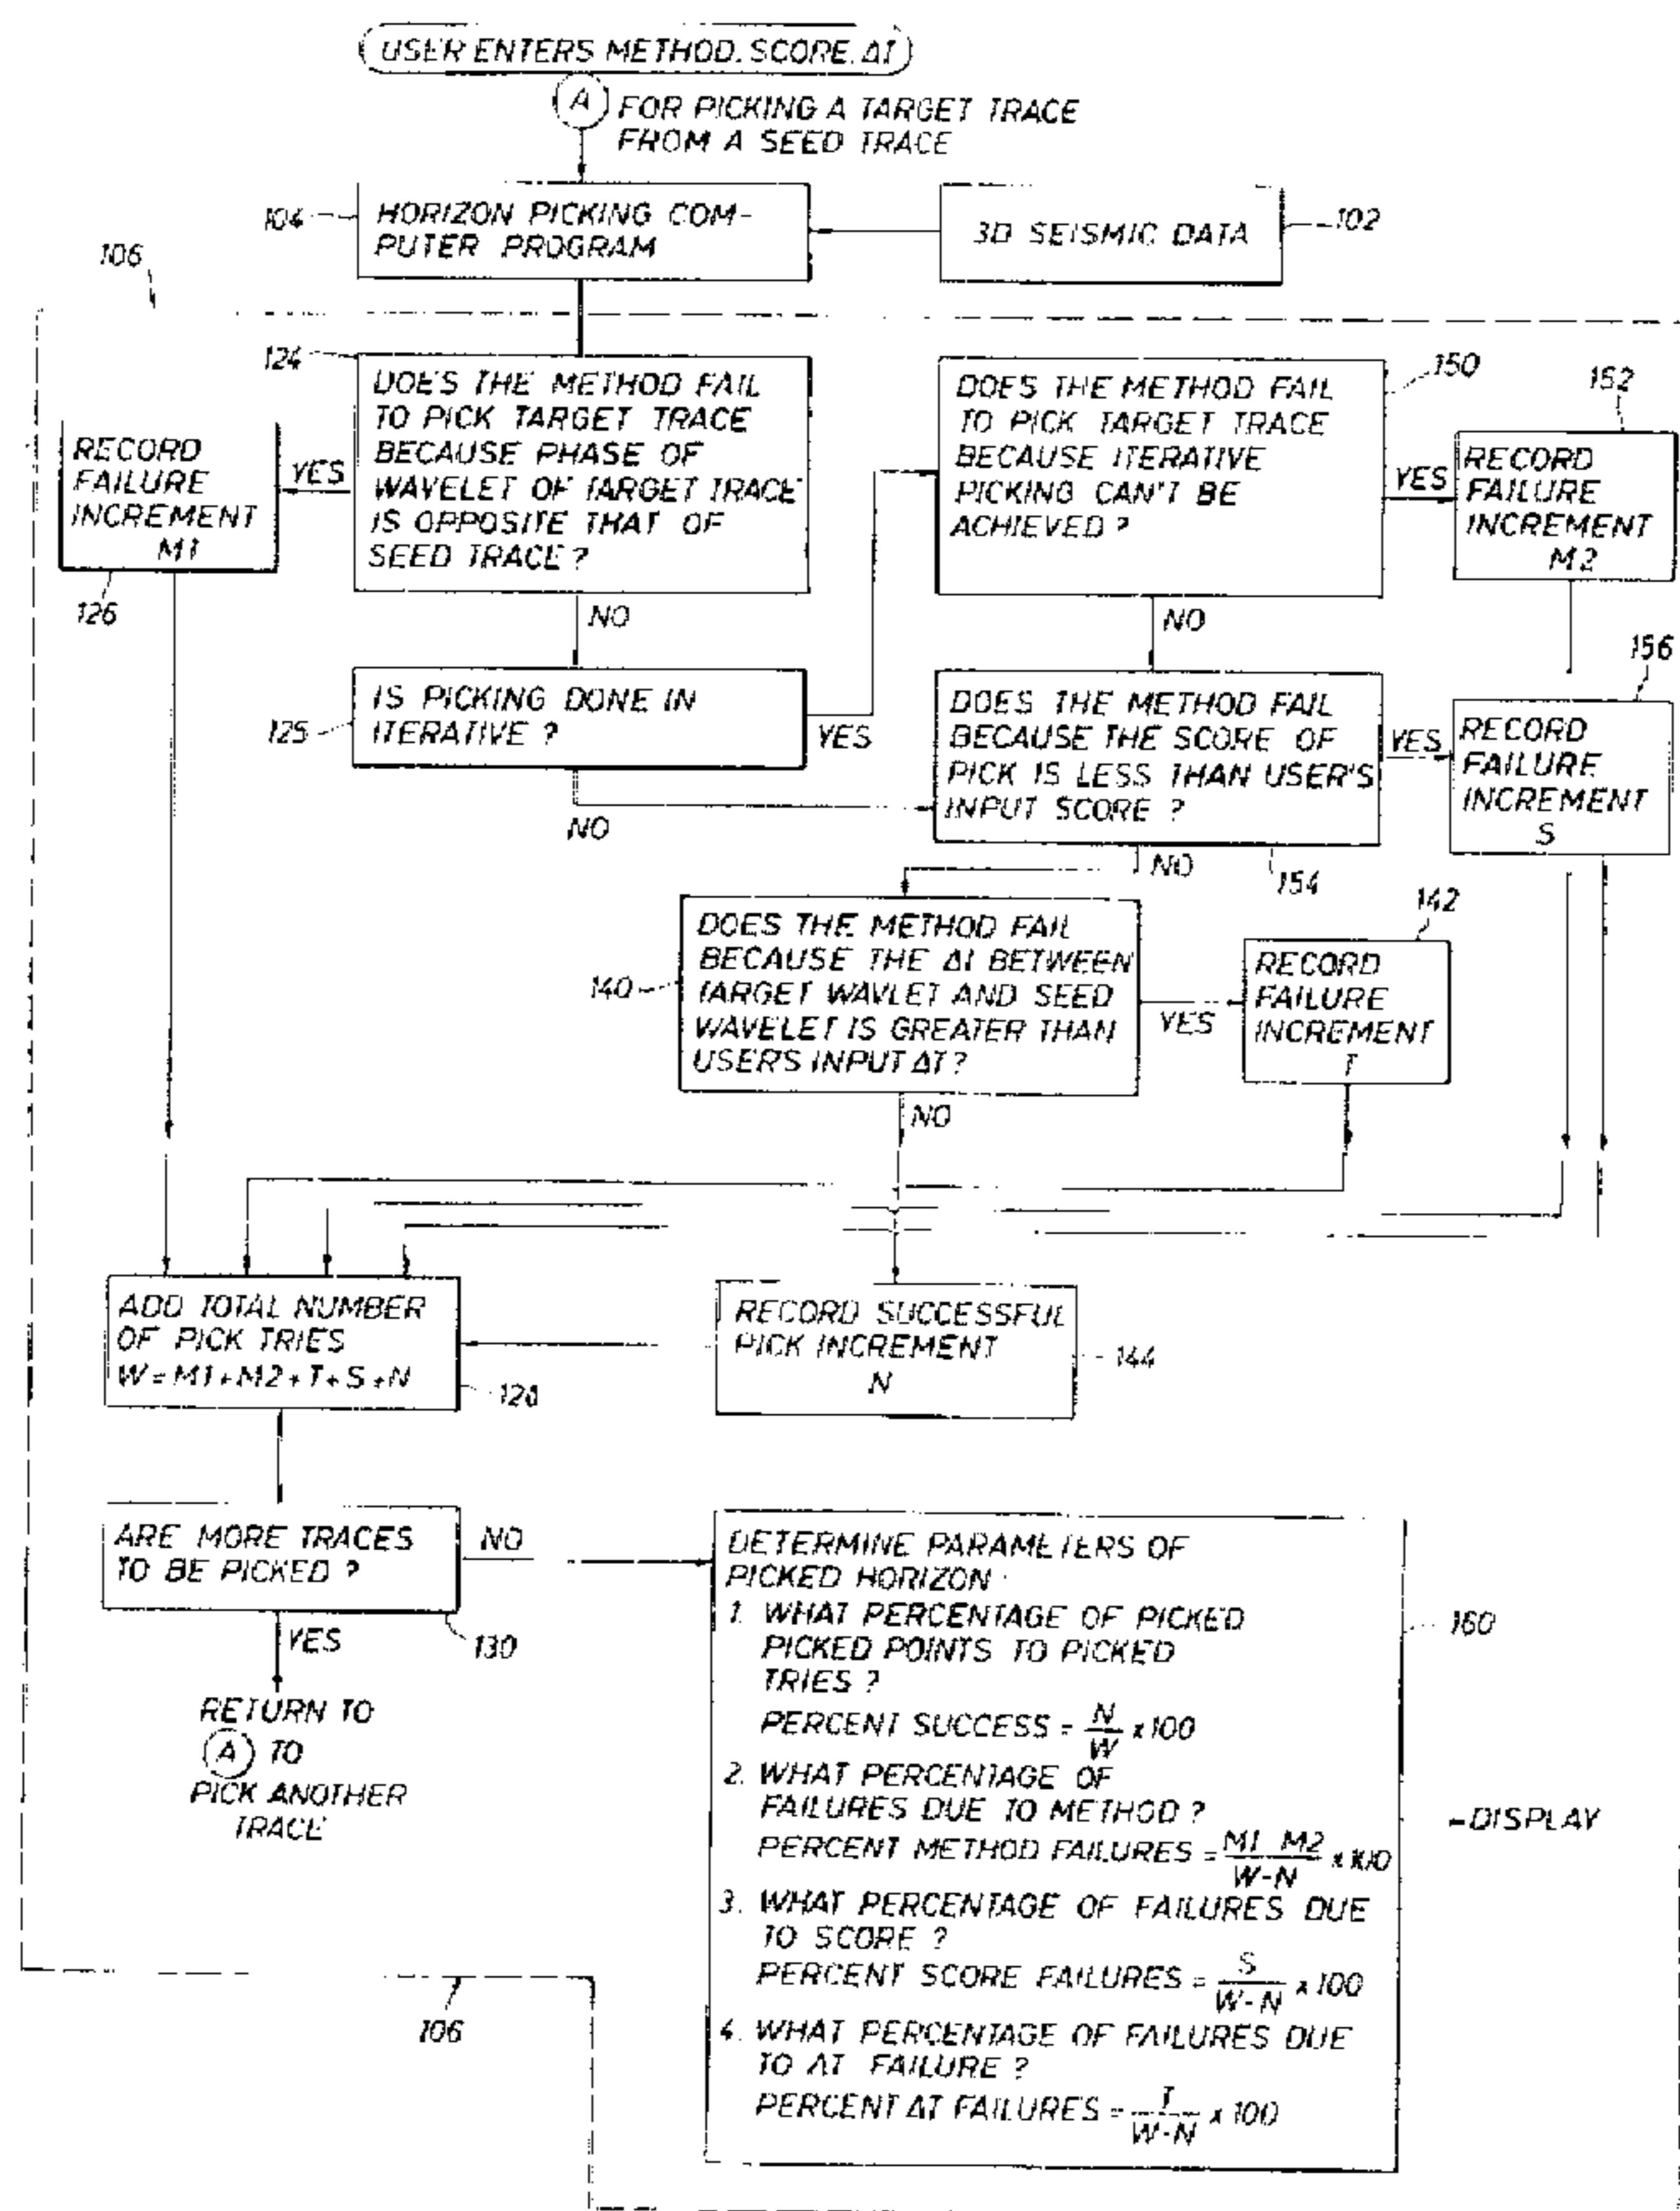 USER ENTERS METHOD, SCORE, ΔT
A FOR PICKING A TARGET TRACE
FROM A SEED TRACE
104
HORIZON PICKING COM-
PUTER PROGRAM
3D SEISMIC DATA
102
106
124
DOES THE METHOD FAIL
TO PICK TARGET TRACE
BECAUSE PHASE OF
WAVELET OF TARGET TRACE
IS OPPOSITE THAT OF
SEED TRACE ?
YES
RECORD
FAILURE
INCREMENT
M1
126
NO
150
DOES THE METHOD FAIL
TO PICK TARGET TRACE
BECAUSE ITERATIVE
PICKING CAN'T BE
ACHIEVED ?
YES
152
RECORD
FAILURE
INCREMENT
M2
NO
125
IS PICKING DONE IN
ITERATIVE ?
YES
NO
DOES THE METHOD FAIL
BECAUSE THE SCORE OF
PICK IS LESS THAN USER'S
INPUT SCORE ?
YES
156
RECORD
FAILURE
INCREMENT
S
NO
154
140
DOES THE METHOD FAIL
BECAUSE THE ΔT BETWEEN
TARGET WAVLET AND SEED
WAVELET IS GREATER THAN
USERS INPUT ΔT ?
YES
142
RECORD
FAILURE
INCREMENT
T
NO
ADD TOTAL NUMBER
OF PICK TRIES
W = M1 + M2 + T + S + N
RECORD SUCCESSFUL
PICK INCREMENT
N
144
ARE MORE TRACES
TO BE PICKED ?
NO
YES
130
RETURN TO
A TO
PICK ANOTHER
TRACE
DETERMINE PARAMETERS OF
PICKED HORIZON :
1. WHAT PERCENTAGE OF PICKED
PICKED POINTS TO PICKED
TRIES ?
PERCENT SUCCESS = N/W x 100
2. WHAT PERCENTAGE OF
FAILURES DUE TO METHOD ?
PERCENT METHOD FAILURES = M1 M2/W-N x 100
3. WHAT PERCENTAGE OF FAILURES DUE
TO SCORE ?
PERCENT SCORE FAILURES = S/W-N x 100
4. WHAT PERCENTAGE OF FAILURES DUE
TO ΔT FAILURE ?
PERCENT ΔT FAILURES = T/W-N x 100
160
DISPLAY
106